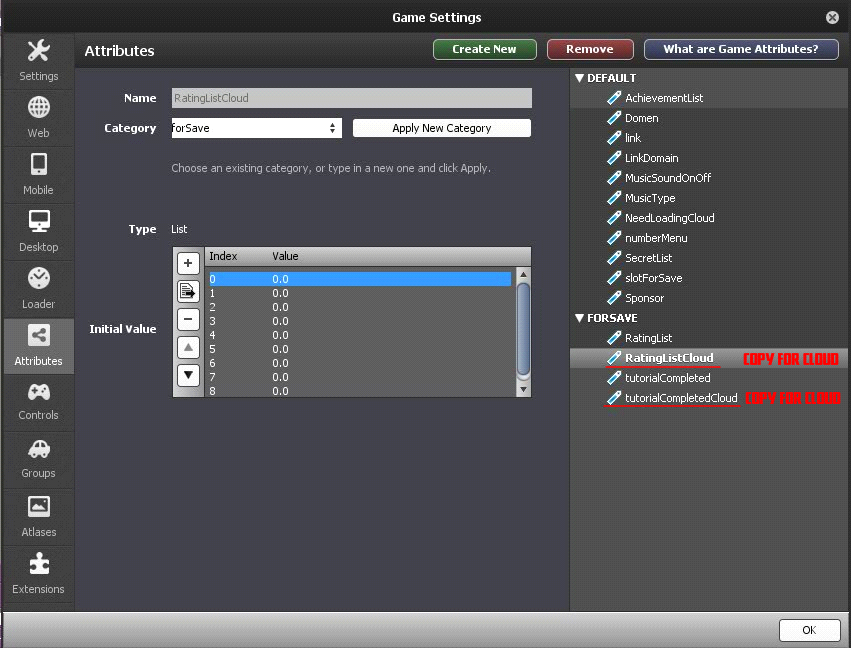 Game Settings
Settings
Web
Mobile
Desktop
Loader
Attributes
Controls
Groups
Atlases
Extensions
Attributes
Create New
Remove
What are Game Attributes?
Name
RatingListCloud
Category
forSave
Apply New Category
Choose an existing category, or type in a new one and click Apply.
Type
List
Initial Value
Index Value
0 0.0
1 0.0
2 0.0
3 0.0
4 0.0
5 0.0
6 0.0
7 0.0
8 0.0
DEFAULT
AchievementList
Domen
link
LinkDomain
MusicSoundOnOff
MusicType
NeedLoadingCloud
numberMenu
SecretList
slotForSave
Sponsor
FORSAVE
RatingList
RatingListCloud COPY FOR CLOUD
tutorialCompleted
tutorialCompletedCloud COPY FOR CLOUD
OK